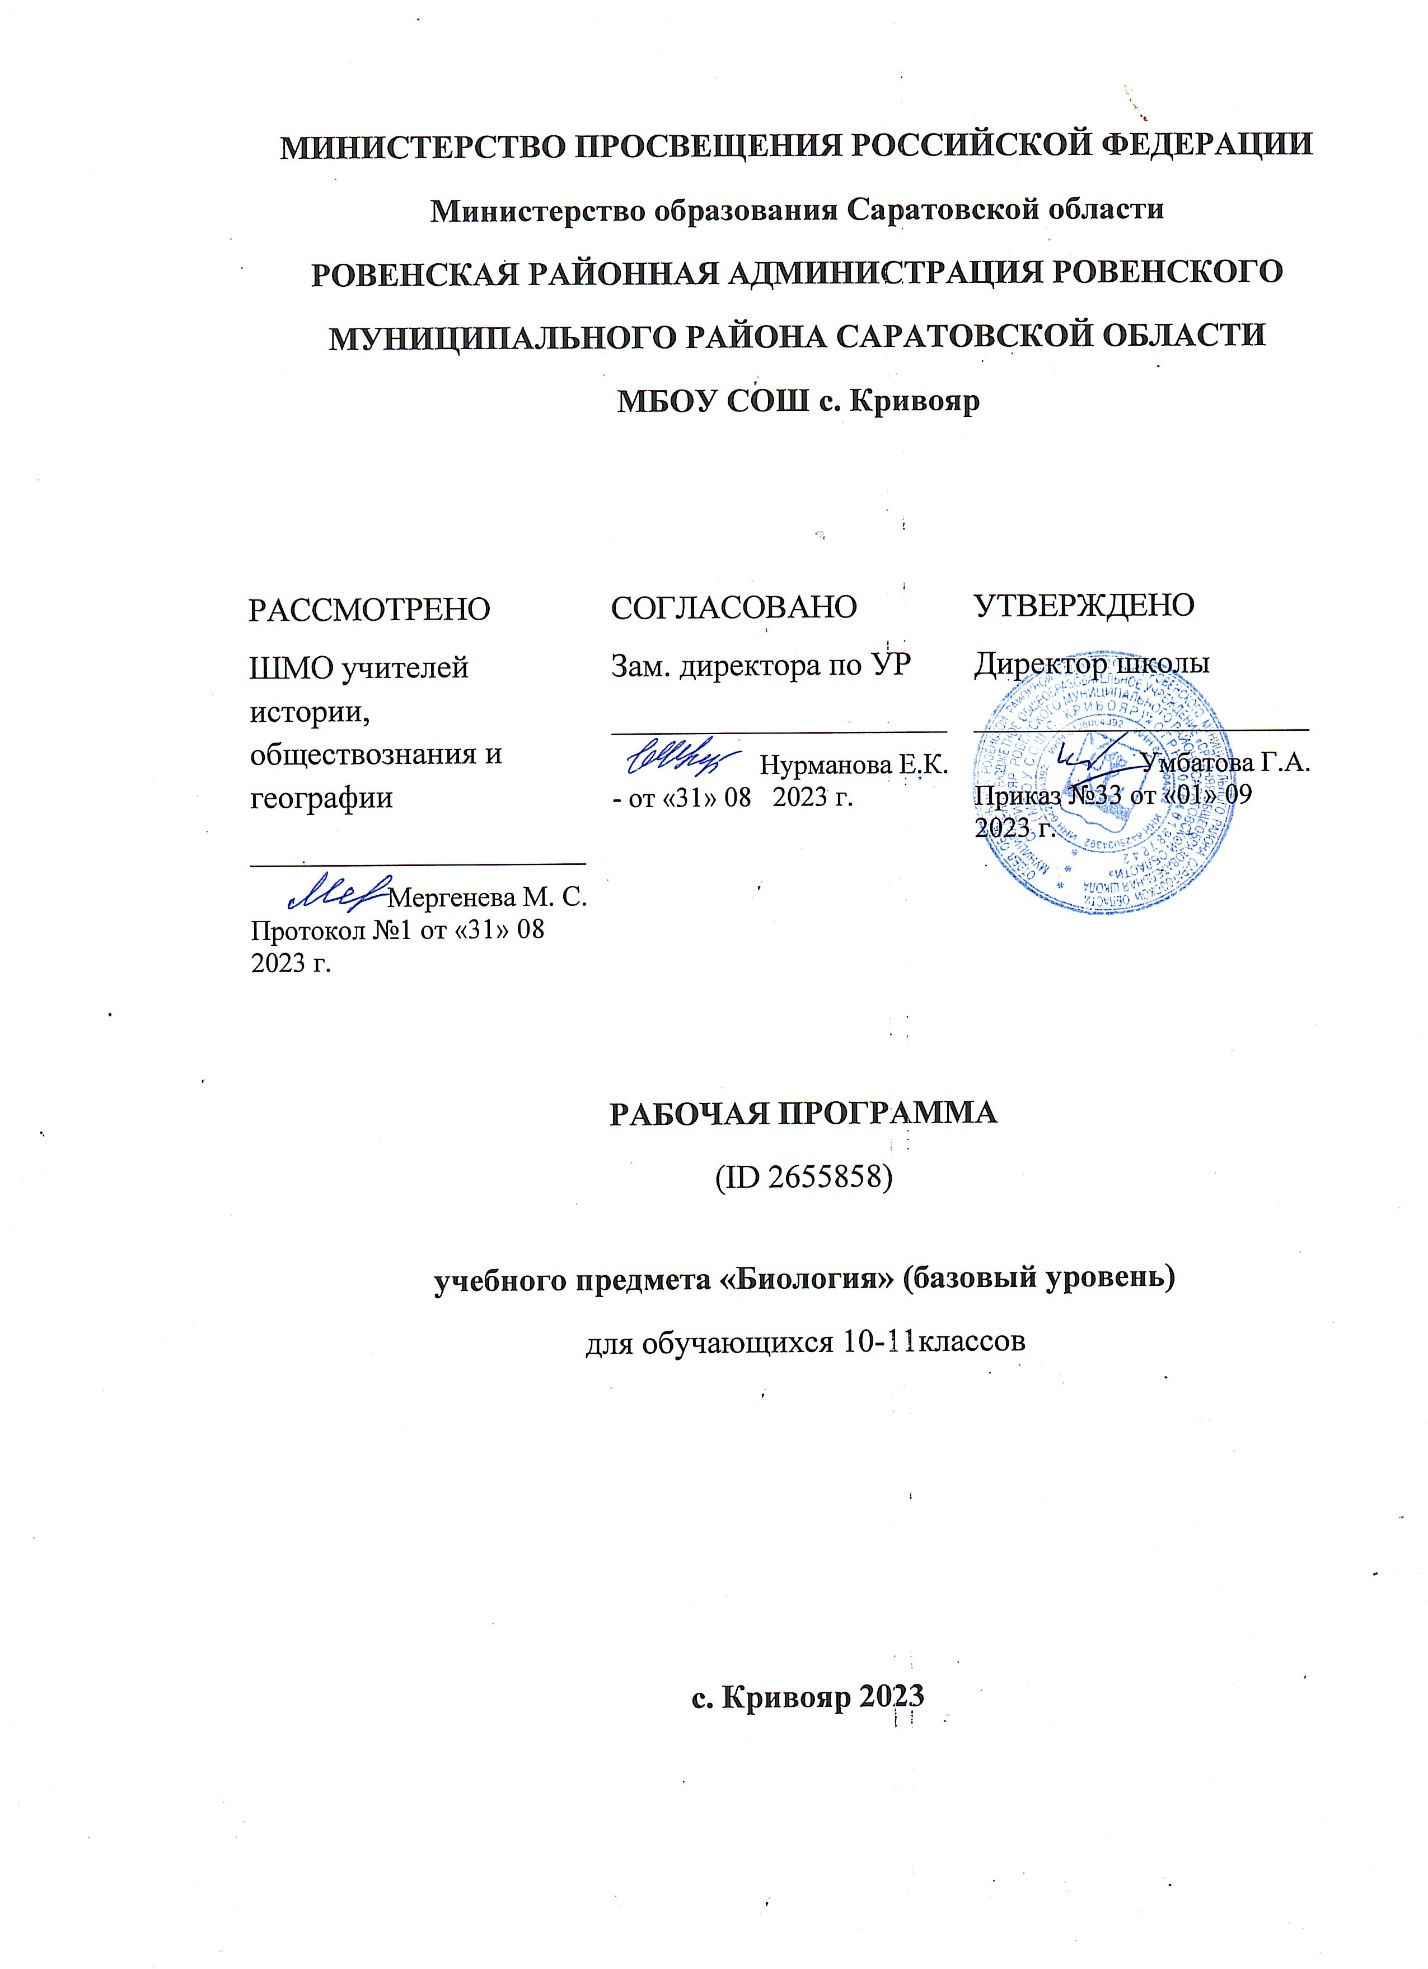 МИНИСТЕРСТВО ПРОСВЕЩЕНИЯ РОССИЙСКОЙ ФЕДЕРАЦИИ
Министерство образования Саратовской области
РОВЕНСКАЯ РАЙОННАЯ АДМИНИСТРАЦИЯ РОВЕНСКОГО
МУНИЦИПАЛЬНОГО РАЙОНА САРАТОВСКОЙ ОБЛАСТИ
МБОУ СОШ с. Кривояр
РАССМОТРЕНО
ШМО учителей
истории,
обществознания и
географии
Мергенева М. С.
Протокол №1 от «31» 08
2023 г.
СОГЛАСОВАНО
Зам. директора по УР
Нурманова Е.К.
- от «31» 08 2023 г.
УТВЕРЖДЕНО
Директор школы
Умбатова Г.А.
Приказ №33 от «01» 09
2023 г.
РАБОЧАЯ ПРОГРАММА
(ID 2655858)
учебного предмета «Биология» (базовый уровень)
для обучающихся 10-11классов
с. Кривояр 2023